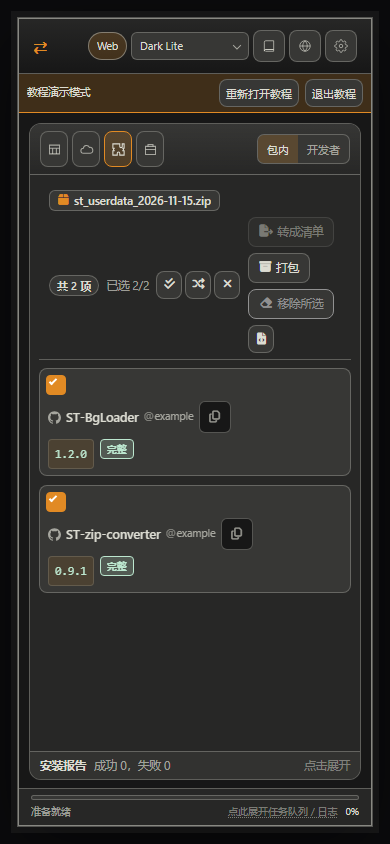 Web Dark Lite
教程演示模式 重新打开教程 退出教程
包内 开发者
st_userdata_2026-11-15.zip
转成清单
共 2 项 已选 2/2 打包
移除所选
ST-BgLoader @example
1.2.0 完整
ST-zip-converter @example
0.9.1 完整
安装报告 成功 0，失败 0 点击展开
准备就绪 点此展开任务队列 / 日志 0%